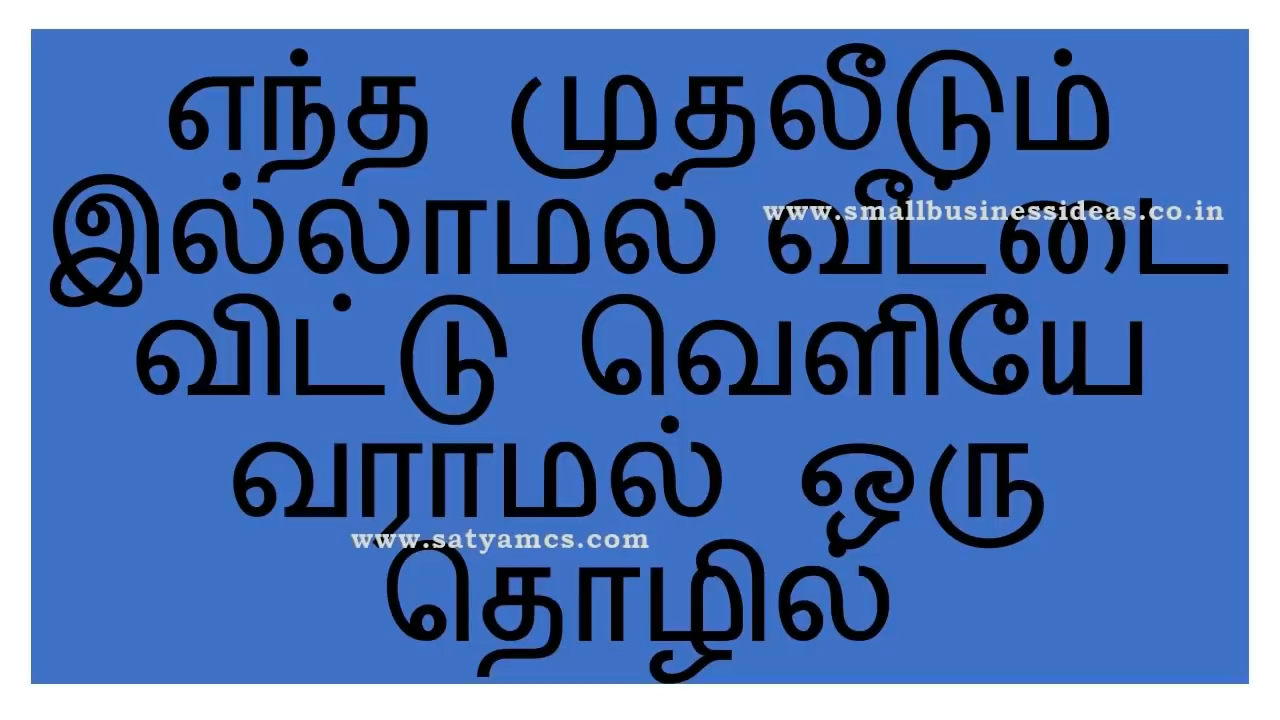 எந்த முதலீடும்
இல்லாமல் வீட்டை
www.smallbusinessideas.co.in
விட்டு வெளியே
வராமல் ஒரு
www.satyamcs.com
தொழில்